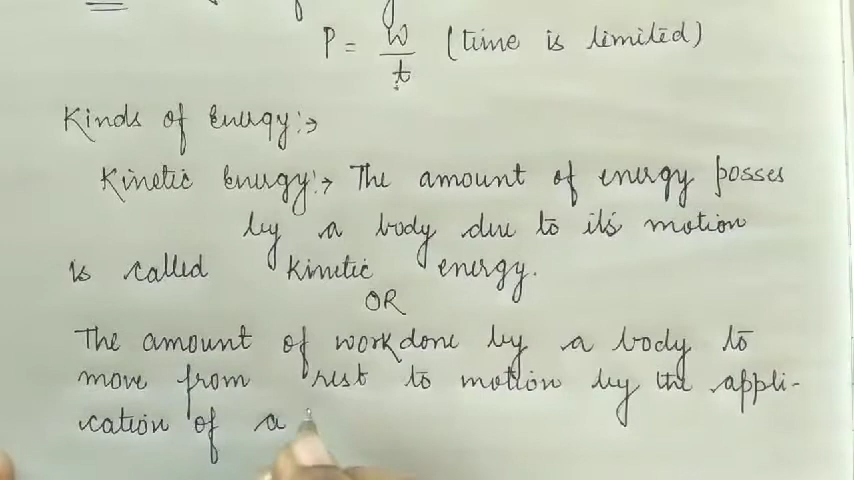 P = W/t (time is limited)
Kinds of Energy:→
Kinetic Energy:→ The amount of energy posses
by a body due to its motion
is called Kinetic energy.
OR
The amount of workdone by a body to
move from rest to motion by the appli-
cation of a